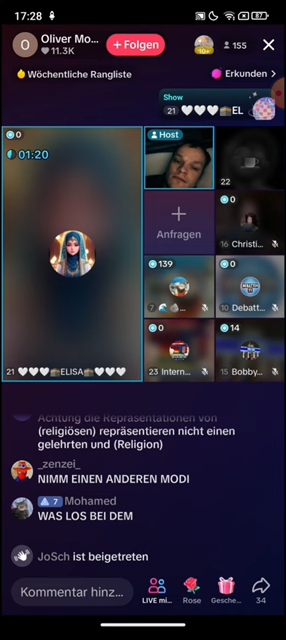 17:28
87
O
Oliver Mo...
11.3K
+ Folgen
155
Wöchentliche Rangliste
Erkunden >
Show
21 🤍🤍🤍🕋EL
0
01:20
Host
22
Anfragen
0
16 Christi...
139
7
0
10 Debatt...
0
23 Intern...
14
15 Bobby...
21 🤍🤍🤍🕋ELISA🕋🤍🤍🤍
Achtung die Repräsentationen von
(religiösen) repräsentieren nicht einen
gelehrten und (Religion)
_zenzei_
NIMM EINEN ANDEREN MODI
7 Mohamed
WAS LOS BEI DEM
JoSch ist beigetreten
Kommentar hinz...
LIVE mi...
Rose
Gesche...
34